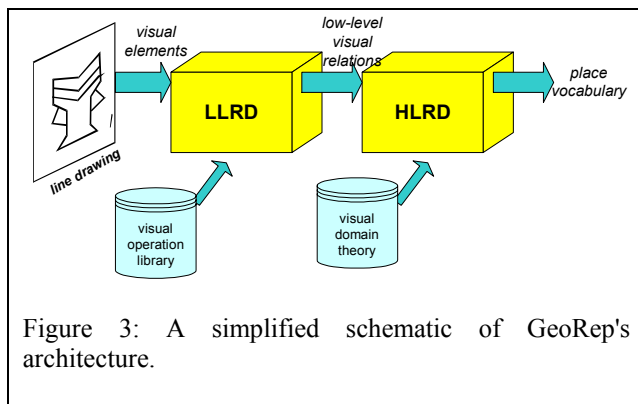 visual
elements
low-level
visual
relations
place
vocabulary
LLRD
HLRD
line drawing
visual
operation
library
visual
domain
theory
Figure 3: A simplified schematic of GeoRep's
architecture.